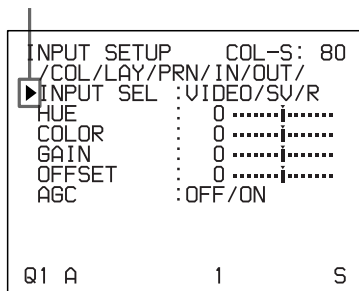 INPUT SETUP COL-S: 80
/COL/LAY/PRN/IN/OUT/
INPUT SEL :VIDEO/SV/R
HUE : 0
COLOR : 0
GAIN : 0
OFFSET : 0
AGC :OFF/ON
Q1 A 1 S